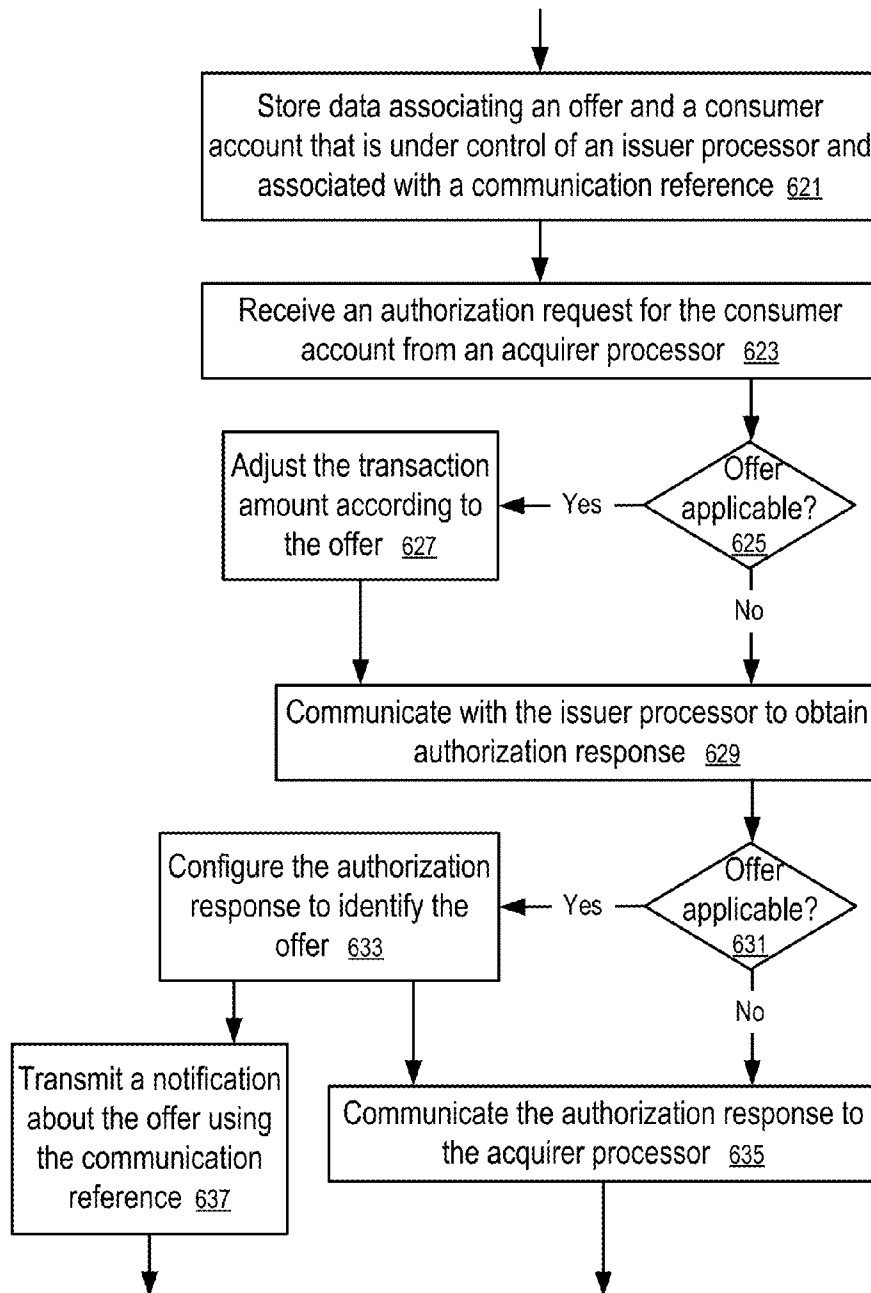 Store data associating an offer and a consumer
account that is under control of an issuer processor and
associated with a communication reference 621
Receive an authorization request for the consumer
account from an acquirer processor 623
Offer
applicable?
625
Yes
Adjust the transaction
amount according to
the offer 627
No
Communicate with the issuer processor to obtain
authorization response 629
Offer
applicable?
631
Yes
Configure the authorization
response to identify the
offer 633
No
Transmit a notification
about the offer using
the communication
reference 637
Communicate the authorization response to
the acquirer processor 635